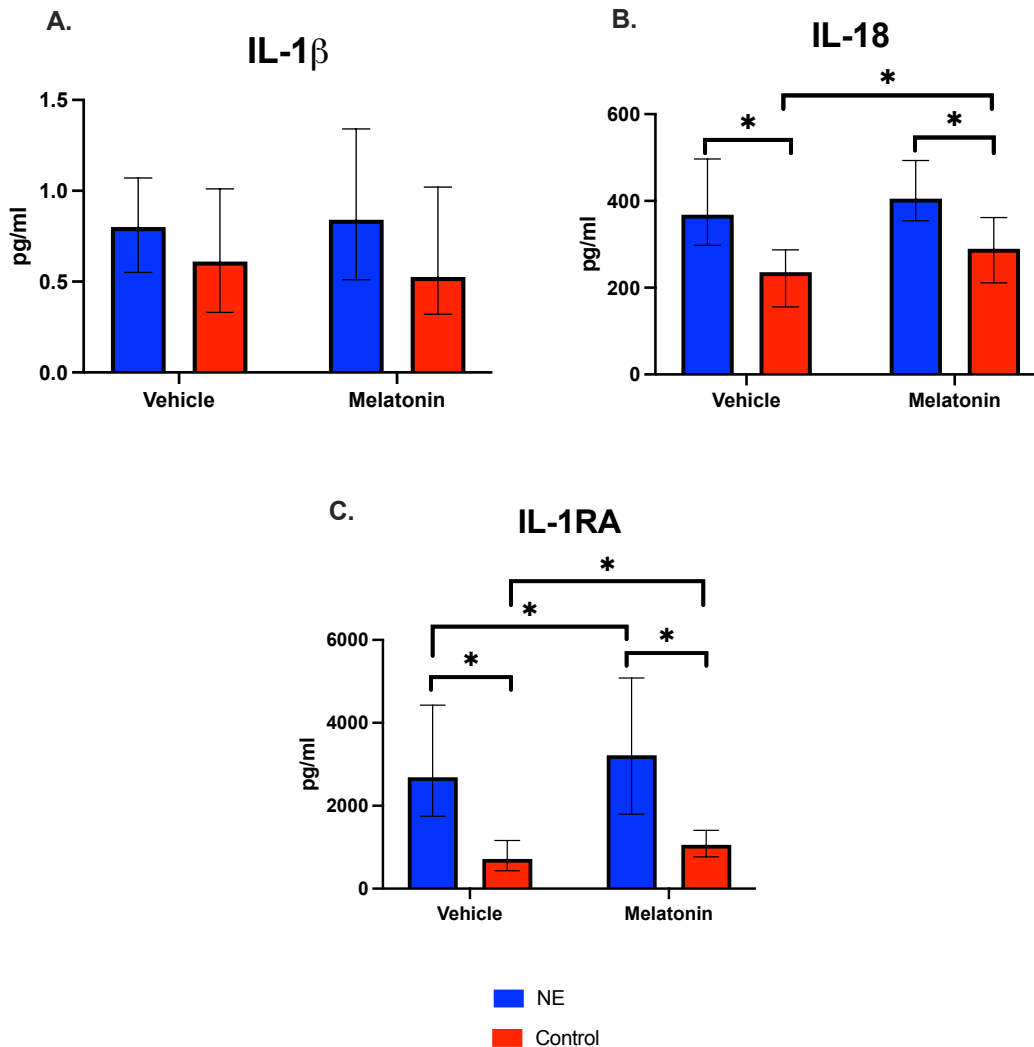 A.
IL-1β
pg/ml
1.5
1.0
0.5
0.0
Vehicle Melatonin
B.
IL-18
pg/ml
600
400
200
0
*
*
*
Vehicle Melatonin
C.
IL-1RA
pg/ml
6000
4000
2000
0
*
*
*
*
Vehicle Melatonin
NE
Control